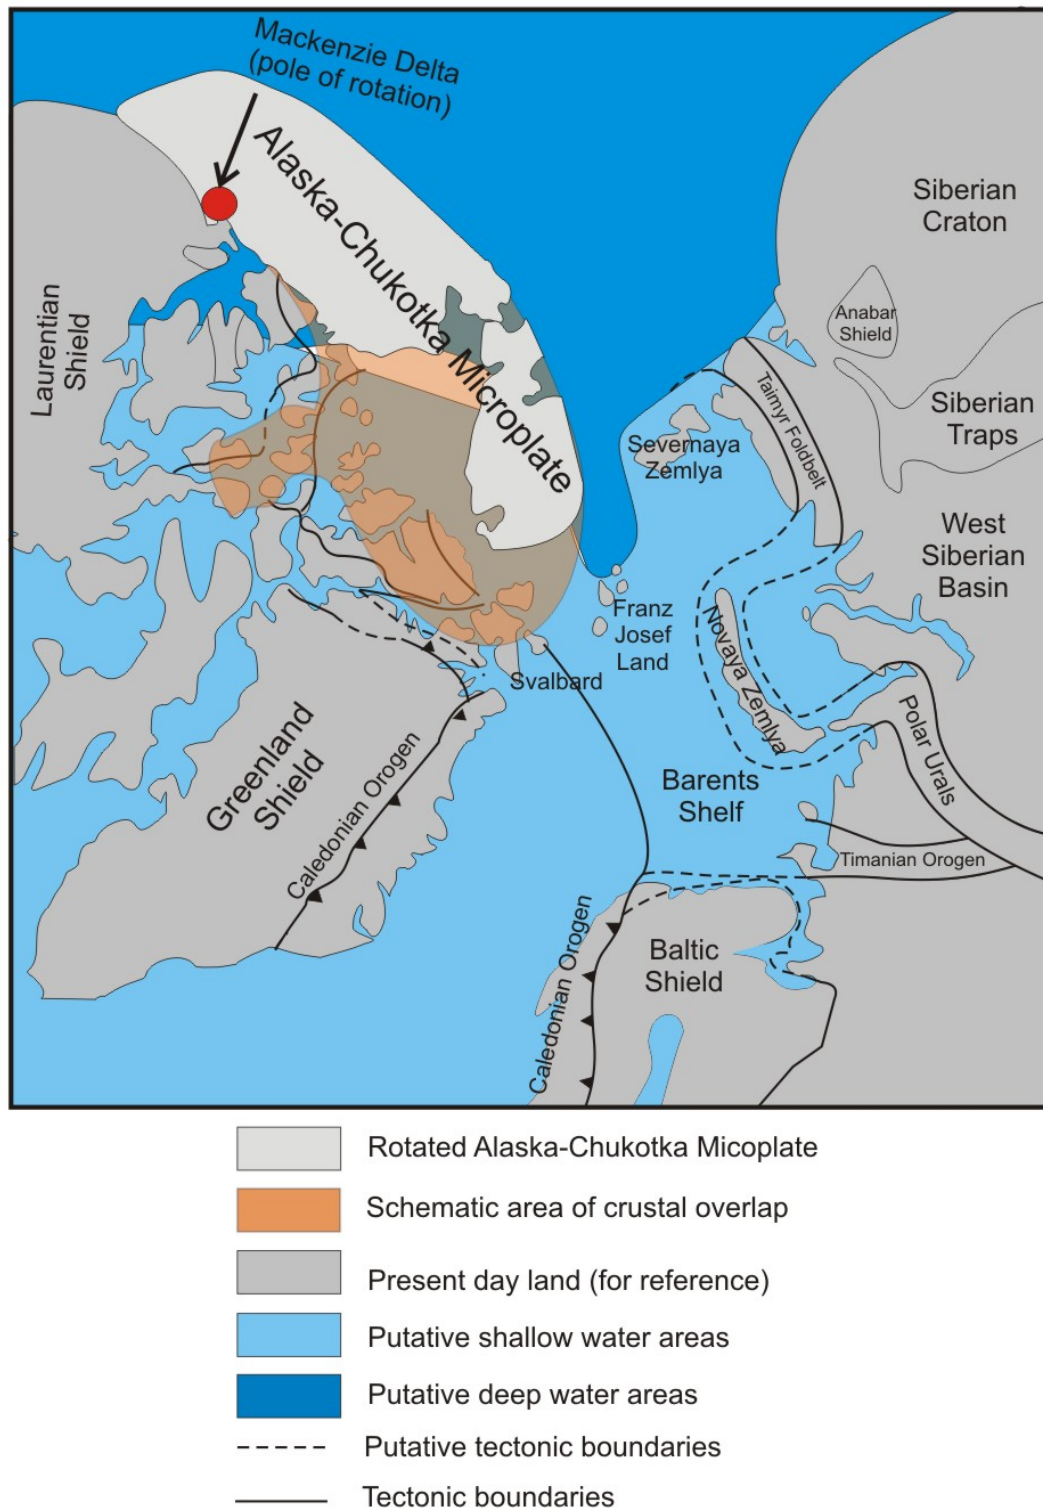 Mackenzie Delta
(pole of rotation)
Alaska-Chukotka Microplate
Siberian
Craton
Laurentian
Shield
Anabar
Shield
Taimyr Foldbelt
Siberian
Traps
Severnaya
Zemlya
West
Siberian
Basin
Franz
Josef
Land
Novaya Zemlya
Svalbard
Greenland
Shield
Caledonian Orogen
Polar Urals
Barents
Shelf
Timanian Orogen
Caledonian Orogen
Baltic
Shield
Rotated Alaska-Chukotka Micoplate
Schematic area of crustal overlap
Present day land (for reference)
Putative shallow water areas
Putative deep water areas
Putative tectonic boundaries
Tectonic boundaries